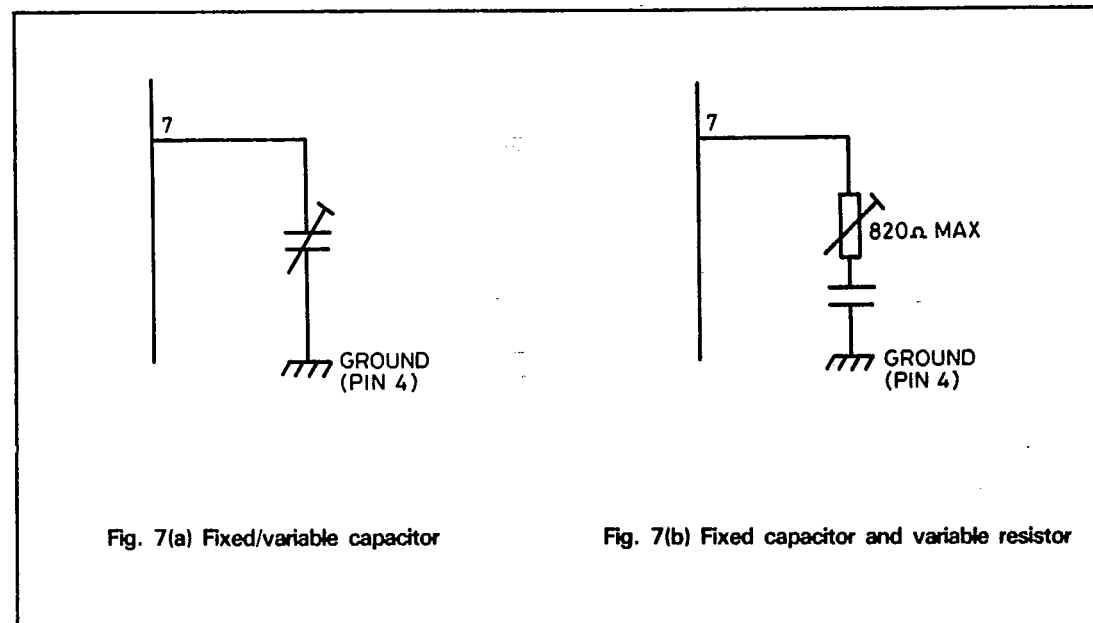 7
GROUND
(PIN 4)
Fig. 7(a) Fixed/variable capacitor
7
820Ω MAX
GROUND
(PIN 4)
Fig. 7(b) Fixed capacitor and variable resistor